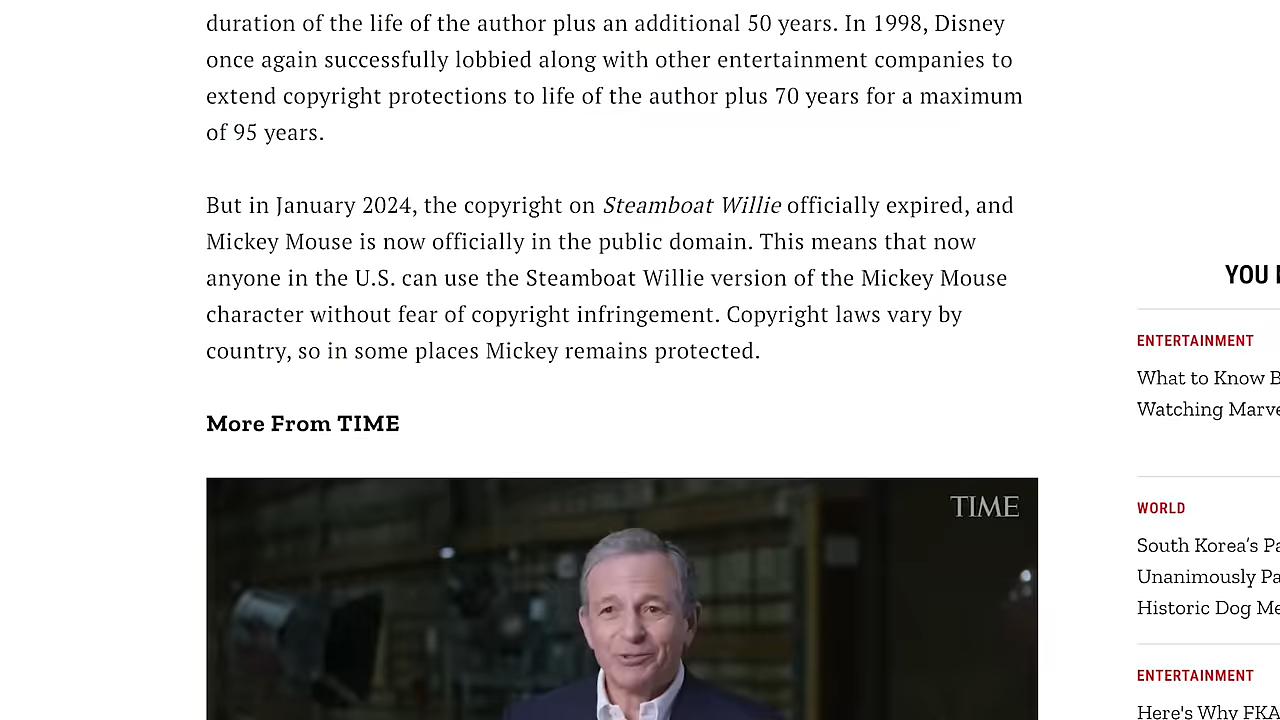 duration of the life of the author plus an additional 50 years. In 1998, Disney
once again successfully lobbied along with other entertainment companies to
extend copyright protections to life of the author plus 70 years for a maximum
of 95 years.
But in January 2024, the copyright on Steamboat Willie officially expired, and
Mickey Mouse is now officially in the public domain. This means that now
anyone in the U.S. can use the Steamboat Willie version of the Mickey Mouse
character without fear of copyright infringement. Copyright laws vary by
country, so in some places Mickey remains protected.
More From TIME
TIME
YOU
ENTERTAINMENT
What to Know
Watching
WORLD
South Korea's
Unanimously
Historic Dog
ENTERTAINMENT
Here's Why FKA